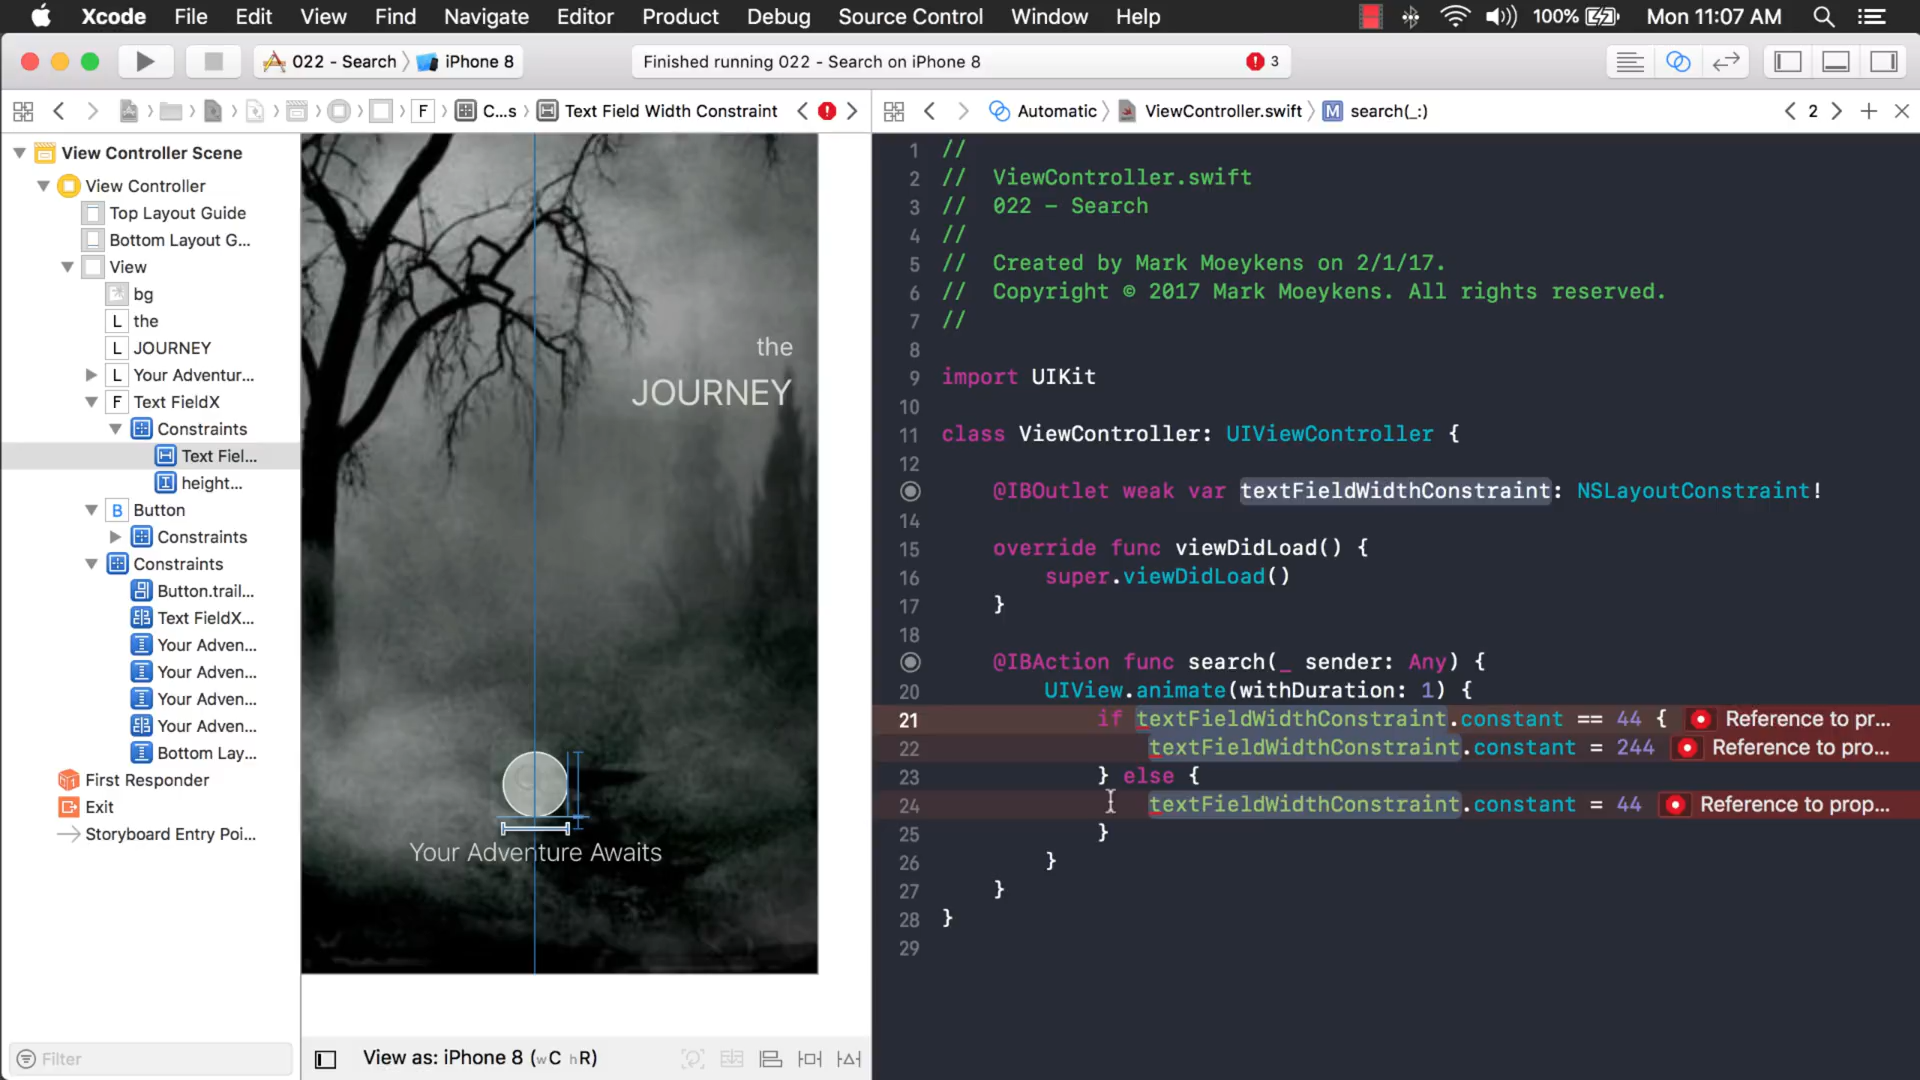 Xcode File Edit View Find Navigate Editor Product Debug Source Control Window Help 100% Mon 11:07 AM
022 - Search iPhone 8 Finished running 022 - Search on iPhone 8 3
F C...s Text Field Width Constraint Automatic ViewController.swift M search(_:) 2
View Controller Scene
View Controller
Top Layout Guide
Bottom Layout G...
View
bg
L the
L JOURNEY
L Your Adventur...
F Text FieldX
Constraints
Text Fiel...
height...
B Button
Constraints
Constraints
Button.trail...
Text FieldX...
Your Adven...
Your Adven...
Your Adven...
Your Adven...
Bottom Lay...
First Responder
Exit
Storyboard Entry Poi...
Filter
the
JOURNEY
Your Adventure Awaits
View as: iPhone 8 (wC hR)
1 //
2 //  ViewController.swift
3 //  022 - Search
4 //
5 //  Created by Mark Moeykens on 2/1/17.
6 //  Copyright © 2017 Mark Moeykens. All rights reserved.
7 //
8
9 import UIKit
10
11 class ViewController: UIViewController {
12
@IBOutlet weak var textFieldWidthConstraint: NSLayoutConstraint!
14
15 override func viewDidLoad() {
16 super.viewDidLoad()
17 }
18
@IBAction func search(_ sender: Any) {
20 UIView.animate(withDuration: 1) {
21 if textFieldWidthConstraint.constant == 44 { Reference to pr...
22 textFieldWidthConstraint.constant = 244 Reference to pro...
23 } else {
24 textFieldWidthConstraint.constant = 44 Reference to prop...
25 }
26 }
27 }
28 }
29